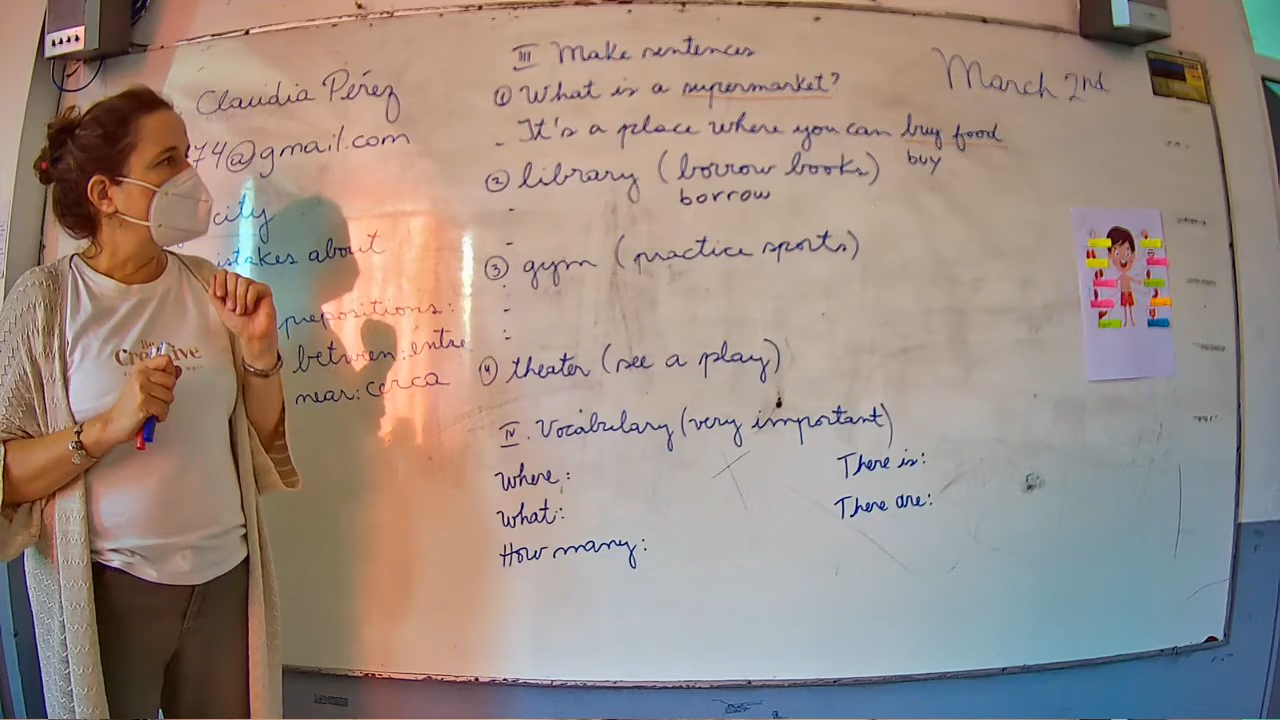 Claudia Pérez
74@gmail.com
city
istakes about
prepositions:
between: entre
near: cerca
III Make sentences
① What is a supermarket?
- It's a place where you can buy food
buy
② library (borrow books)
borrow
-
-
③ gym (practice sports)
-
-
-
④ theater (see a play)
IV. Vocabulary (very important)
Where:
What:
How many:
There is:
There are:
March 2nd
Be
Creative